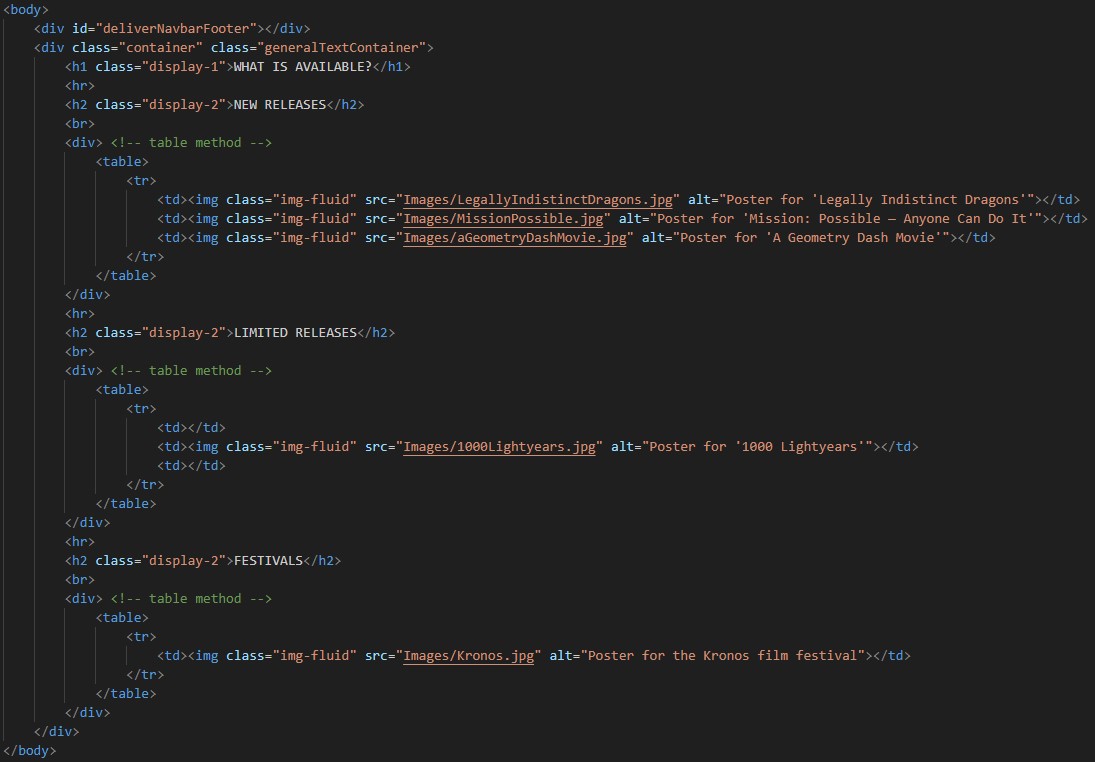 <body>
    <div id="deliverNavbarFooter"></div>
    <div class="container" class="generalTextContainer">
        <h1 class="display-1">WHAT IS AVAILABLE?</h1>
        <hr>
        <h2 class="display-2">NEW RELEASES</h2>
        <br>
        <div> <!-- table method -->
            <table>
                <tr>
                    <td><img class="img-fluid" src="Images/LegallyIndistinctDragons.jpg" alt="Poster for 'Legally Indistinct Dragons'"></td>
                    <td><img class="img-fluid" src="Images/MissionPossible.jpg" alt="Poster for 'Mission: Possible – Anyone Can Do It'"></td>
                    <td><img class="img-fluid" src="Images/aGeometryDashMovie.jpg" alt="Poster for 'A Geometry Dash Movie'"></td>
                </tr>
            </table>
        </div>
        <hr>
        <h2 class="display-2">LIMITED RELEASES</h2>
        <br>
        <div> <!-- table method -->
            <table>
                <tr>
                    <td></td>
                    <td><img class="img-fluid" src="Images/1000Lightyears.jpg" alt="Poster for '1000 Lightyears'"></td>
                    <td></td>
                </tr>
            </table>
        </div>
        <hr>
        <h2 class="display-2">FESTIVALS</h2>
        <br>
        <div> <!-- table method -->
            <table>
                <tr>
                    <td><img class="img-fluid" src="Images/Kronos.jpg" alt="Poster for the Kronos film festival"></td>
                </tr>
            </table>
        </div>
    </div>
</body>